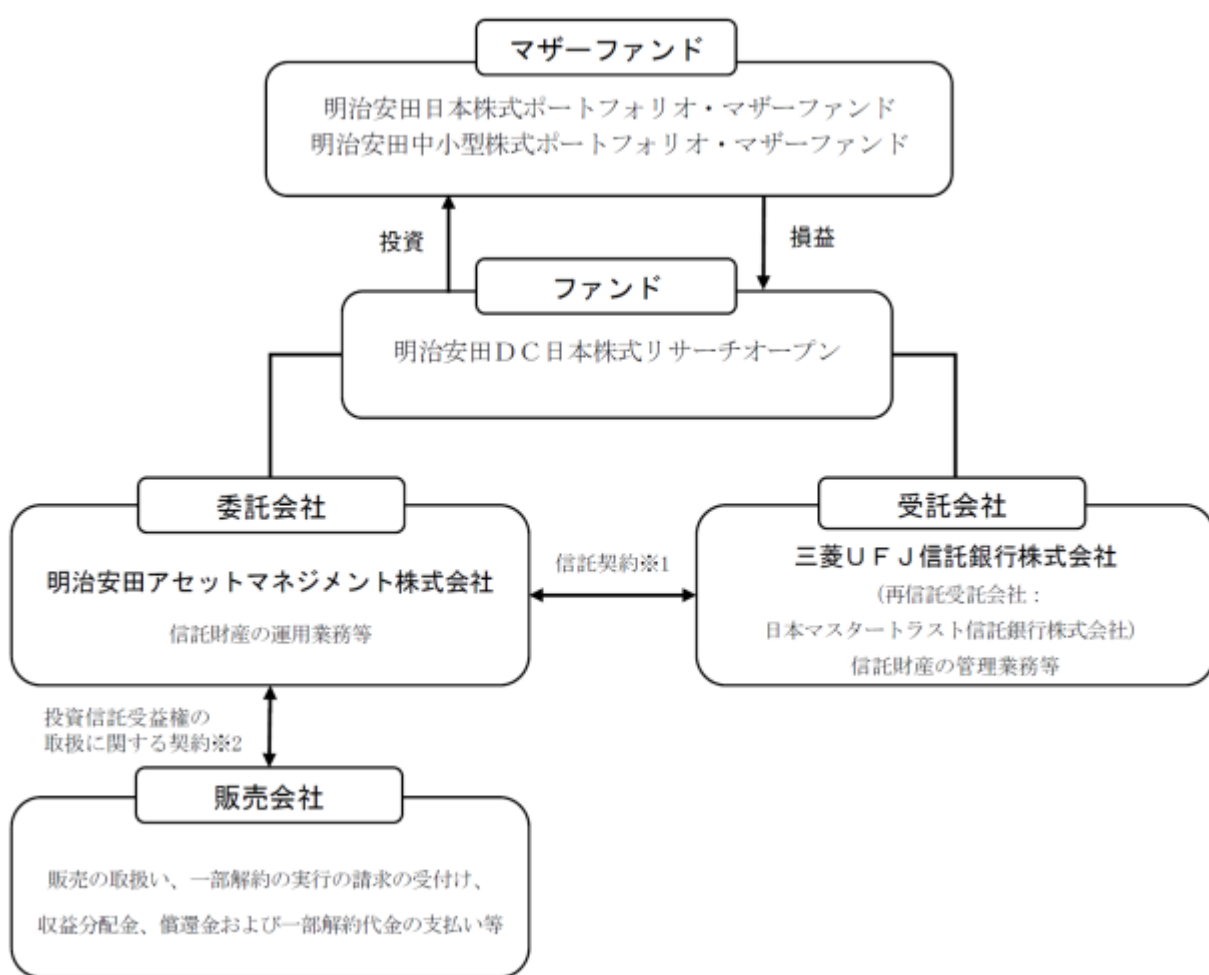 マザーファンド
明治安田日本株式ポートフォリオ・マザーファンド
明治安田中小型株式ポートフォリオ・マザーファンド
投資
損益
ファンド
明治安田ＤＣ日本株式リサーチオープン
委託会社
明治安田アセットマネジメント株式会社
信託財産の運用業務等
信託契約※1
受託会社
三菱ＵＦＪ信託銀行株式会社
（再信託受託会社：
日本マスタートラスト信託銀行株式会社）
信託財産の管理業務等
投資信託受益権の
取扱に関する契約※2
販売会社
販売の取扱い、一部解約の実行の請求の受付け、
収益分配金、償還金および一部解約代金の支払い等